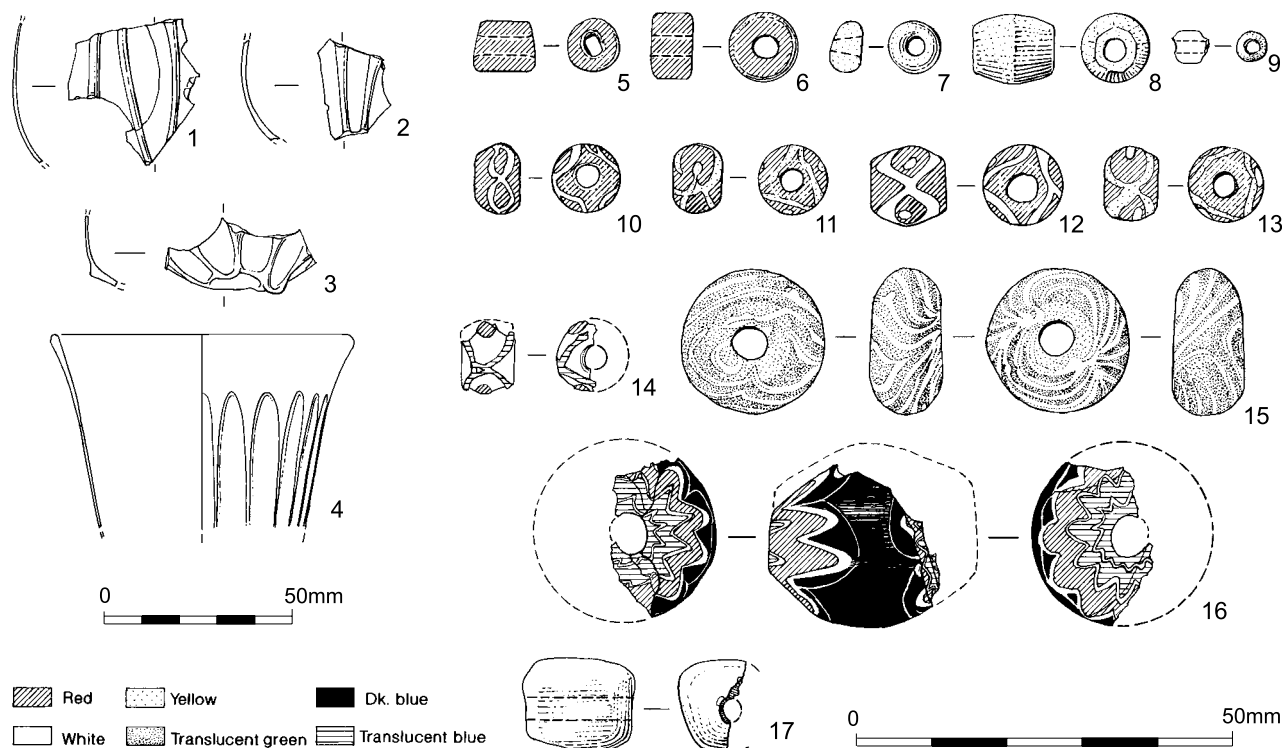 1
2
3
4
0 50mm
5
6
7
8
9
10
11
12
13
14
15
16
17
Red
Yellow
Dk. blue
White
Translucent green
Translucent blue
0 50mm